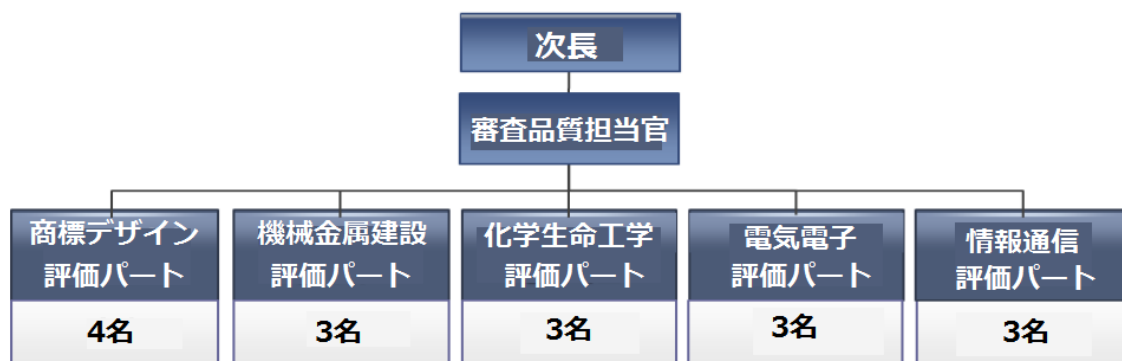 次長
審査品質担当官
商標デザイン
評価パート
機械金属建設
評価パート
化学生命工学
評価パート
電気電子
評価パート
情報通信
評価パート
4名
3名
3名
3名
3名